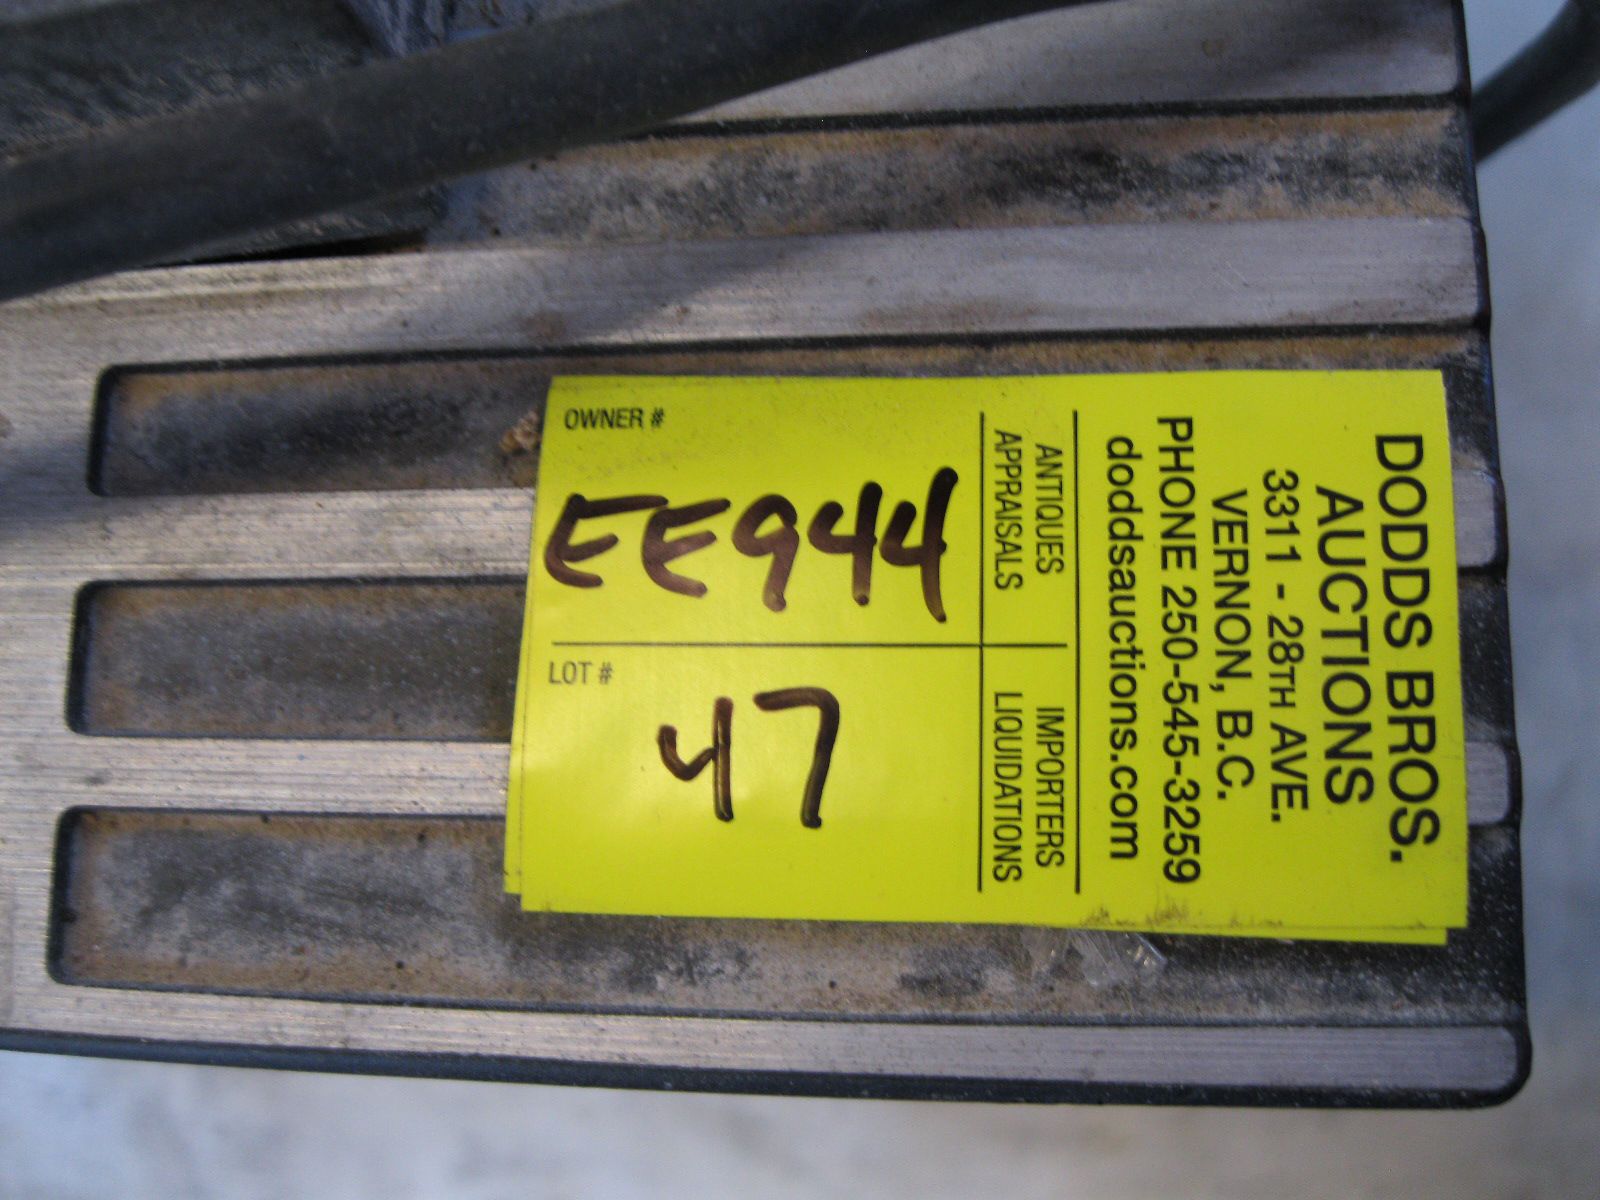 DODDS BROS.
AUCTIONS
3311 - 28TH AVE.
VERNON, B.C.
PHONE 250-545-3259
doddsauctions.com
ANTIQUES
APPRAISALS
IMPORTERS
LIQUIDATIONS
OWNER #
EE944
LOT #
47